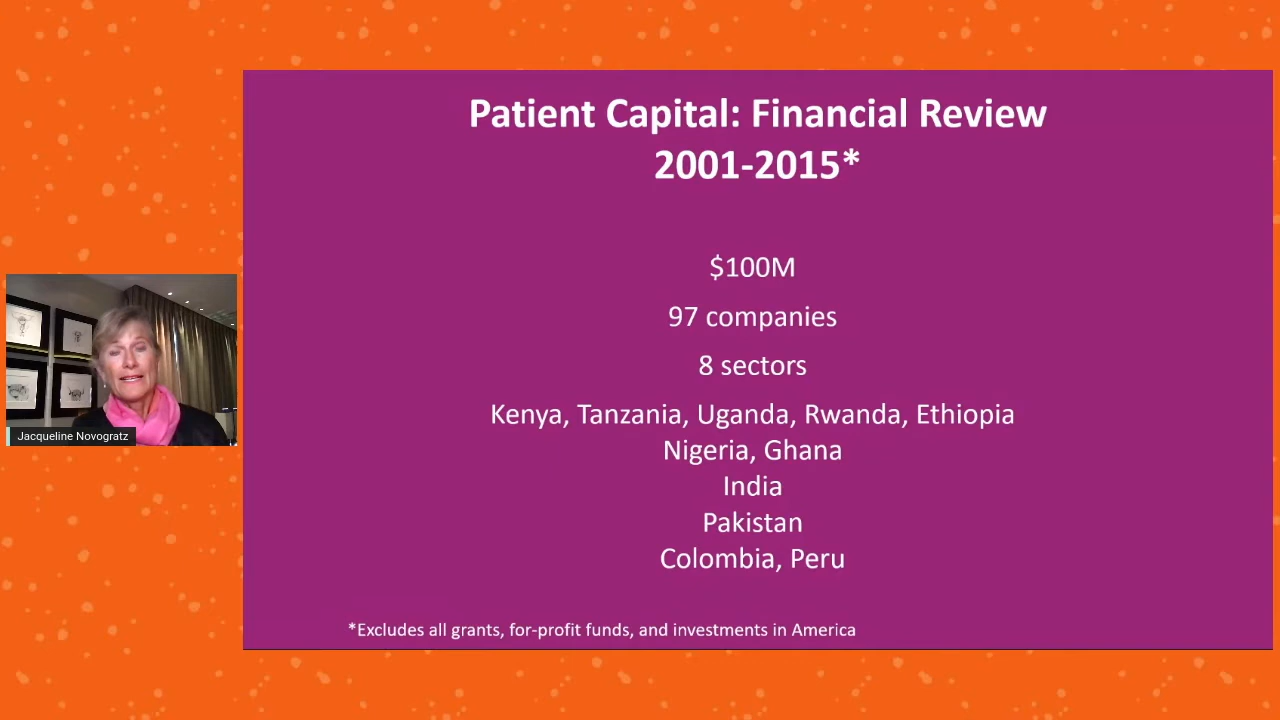 Patient Capital: Financial Review
2001-2015*
$100M
97 companies
8 sectors
Kenya, Tanzania, Uganda, Rwanda, Ethiopia
Nigeria, Ghana
India
Pakistan
Colombia, Peru
*Excludes all grants, for-profit funds, and investments in America
Jacqueline Novogratz